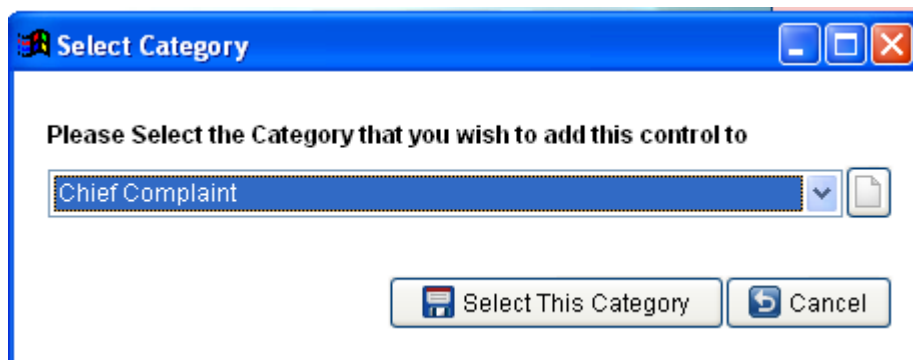 Select Category
Please Select the Category that you wish to add this control to
Chief Complaint
Select This Category Cancel